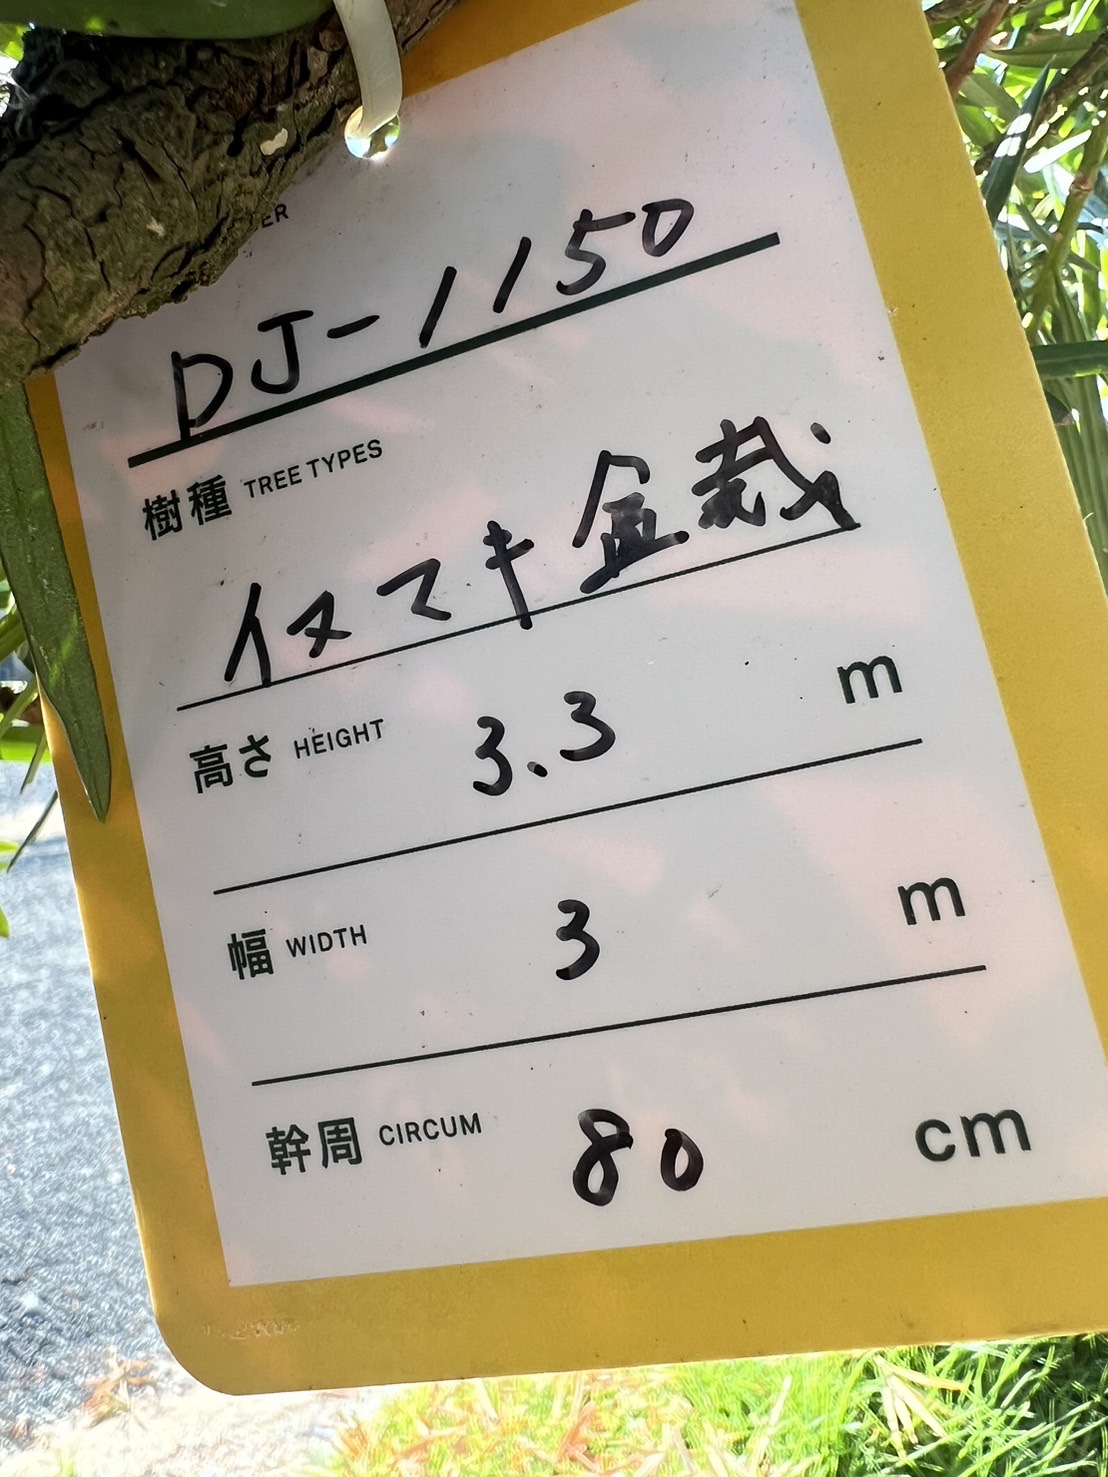 DJ-1150
樹種 TREE TYPES
イヌマキ盆栽
高さ HEIGHT 3.3 m
幅 WIDTH 3 m
幹周 CIRCUM 80 cm